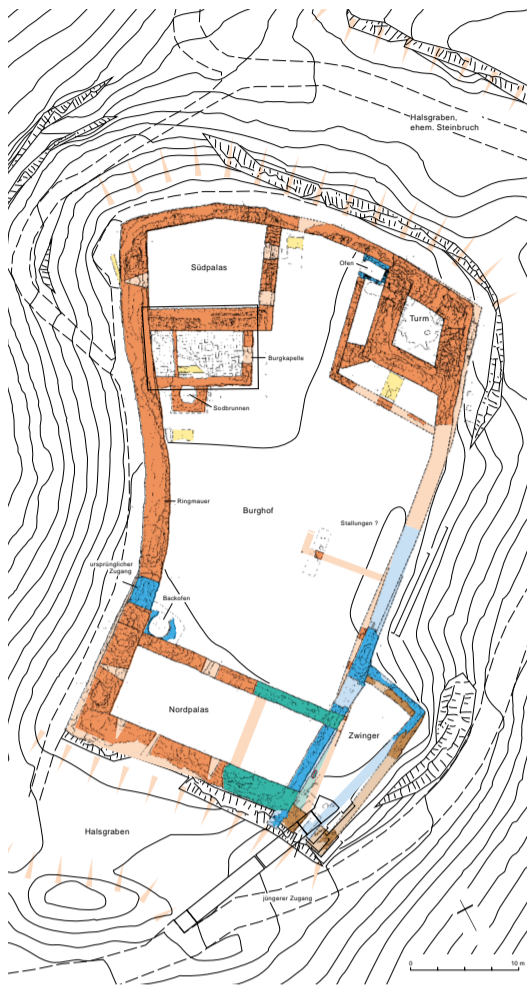 Halsgraben,
ehem. Steinbruch
Südpalas
Ofen
Turm
Burgkapelle
Sodbrunnen
Ringmauer
Burghof
Stallungen ?
ursprünglicher
Zugang
Backofen
Nordpalas
Zwinger
Halsgraben
jüngerer Zugang
0
10 m